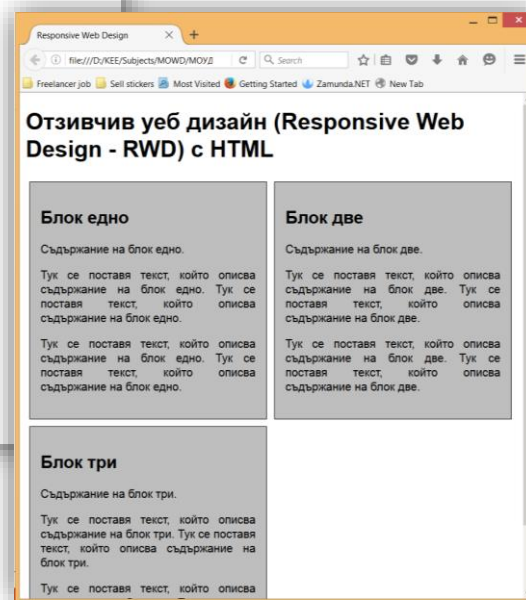 Responsive Web Design
file:///D:/KEE/Subjects/MOWD/МОУД
Search
Freelancer job Sell stickers Most Visited Getting Started Zamunda.NET New Tab
Отзивчив уеб дизайн (Responsive Web
Design - RWD) с HTML
Блок едно
Съдържание на блок едно.
Тук се поставя текст, който описва
съдържание на блок едно. Тук се
поставя текст, който описва
съдържание на блок едно.
Тук се поставя текст, който описва
съдържание на блок едно. Тук се
поставя текст, който описва
съдържание на блок едно.
Блок две
Съдържание на блок две.
Тук се поставя текст, който описва
съдържание на блок две. Тук се
поставя текст, който описва
съдържание на блок две.
Тук се поставя текст, който описва
съдържание на блок две. Тук се
поставя текст, който описва
съдържание на блок две.
Блок три
Съдържание на блок три.
Тук се поставя текст, който описва
съдържание на блок три. Тук се поставя
текст, който описва съдържание на
блок три.
Тук се поставя текст, който описва